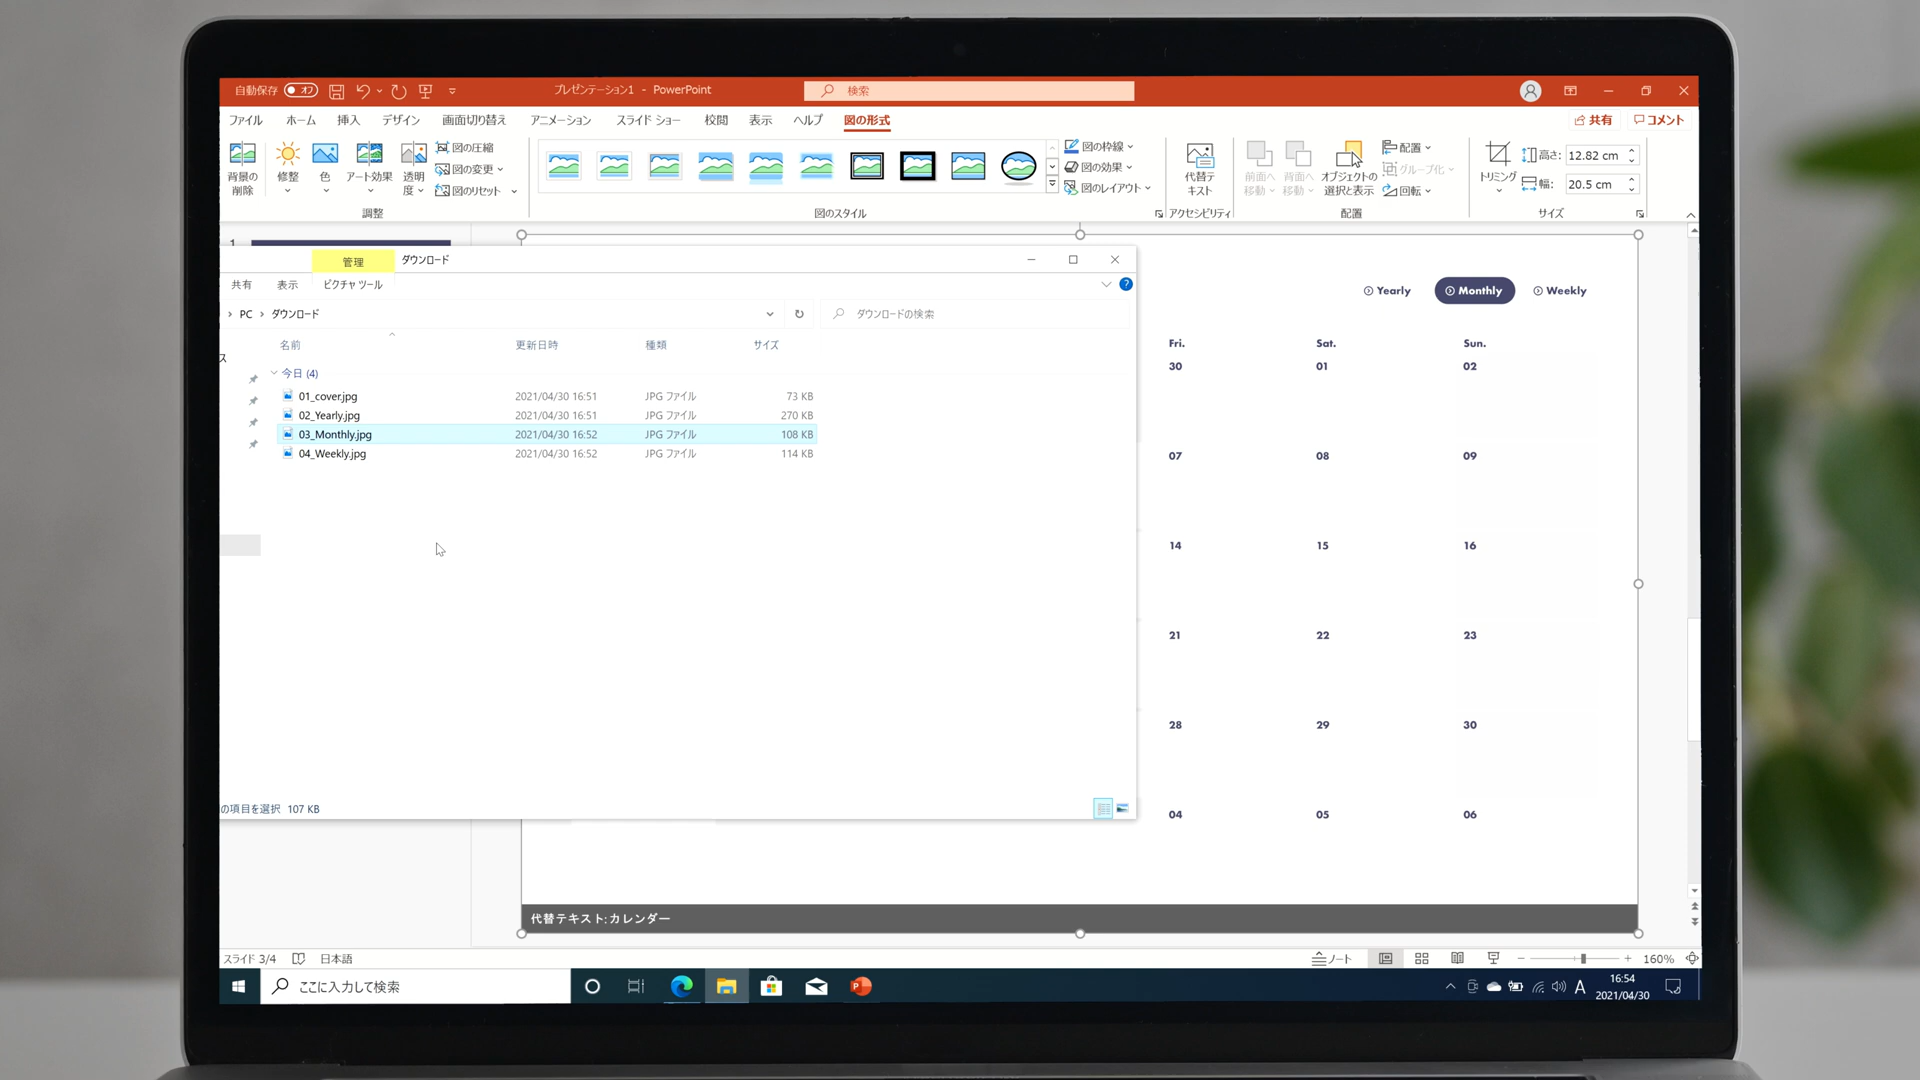 自動保存 オフ プレゼンテーション1 - PowerPoint 検索
ファイル ホーム 挿入 デザイン 画面切り替え アニメーション スライド ショー 校閲 表示 ヘルプ 図の形式 共有 コメント
背景の削除 修整 色 アート効果 透明度 図の圧縮 図の変更 図のリセット
図の枠線 図の効果 図のレイアウト
代替テキスト 前面へ移動 背面へ移動 オブジェクトの選択と表示 配置 グループ化 回転
トリミング 高さ: 12.82 cm
幅: 20.5 cm
調整 図のスタイル アクセシビリティ 配置 サイズ
1
管理 ダウンロード
共有 表示 ピクチャ ツール ?
› PC › ダウンロード ダウンロードの検索
名前 更新日時 種類 サイズ
ス
今日 (4)
01_cover.jpg 2021/04/30 16:51 JPG ファイル 73 KB
02_Yearly.jpg 2021/04/30 16:51 JPG ファイル 270 KB
03_Monthly.jpg 2021/04/30 16:52 JPG ファイル 108 KB
04_Weekly.jpg 2021/04/30 16:52 JPG ファイル 114 KB
の項目を選択 107 KB
Yearly Monthly Weekly
Fri. Sat. Sun.
30 01 02
07 08 09
14 15 16
21 22 23
28 29 30
04 05 06
代替テキスト:カレンダー
スライド 3/4 日本語 ノート 160%
ここに入力して検索 P A 16:54
2021/04/30